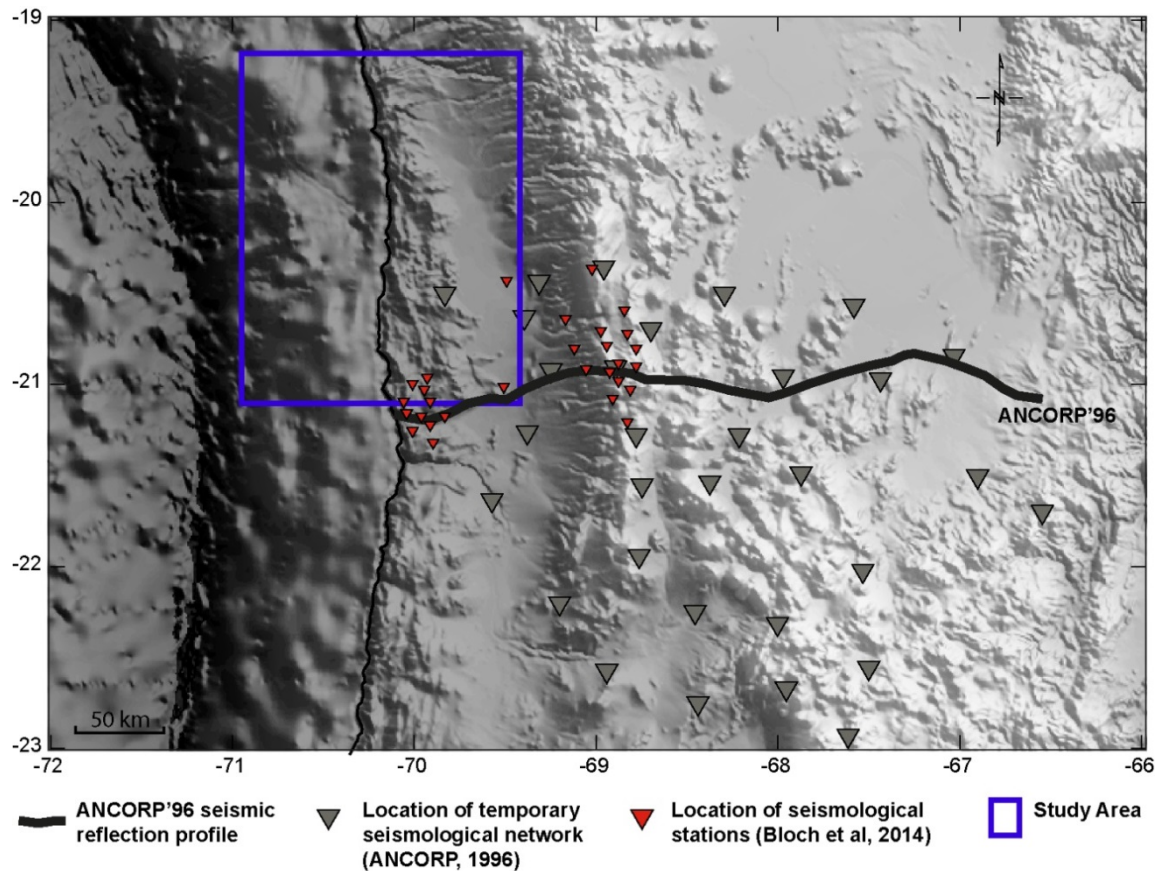 -19
-20
-21
-22
-23
-72
-71
-70
-69
-68
-67
-66
N
ANCORP'96
50 km
ANCORP'96 seismic
reflection profile
Location of temporary
seismological network
(ANCORP, 1996)
Location of seismological
stations (Bloch et al, 2014)
Study Area